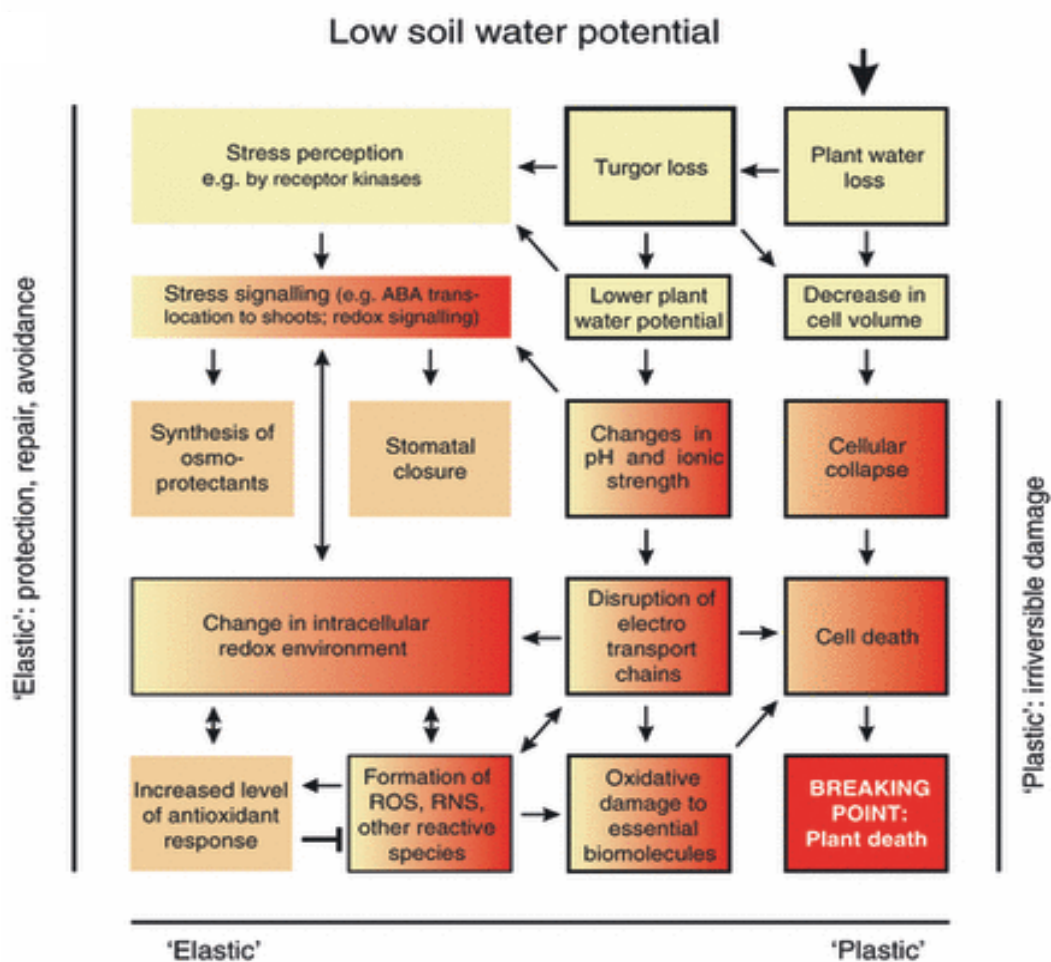 Low soil water potential
Stress perception
e.g. by receptor kinases
Turgor loss
Plant water
loss
Stress signalling (e.g. ABA trans-
location to shoots; redox signalling)
Lower plant
water potential
Decrease in
cell volume
Synthesis of
osmo-
protectants
Stomatal
closure
Changes in
pH and ionic
strength
Cellular
collapse
Change in intracellular
redox environment
Disruption of
electro
transport
chains
Cell death
Increased level
of antioxidant
response
Formation of
ROS, RNS,
other reactive
species
Oxidative
damage to
essential
biomolecules
BREAKING
POINT:
Plant death
'Elastic': protection, repair, avoidance
'Plastic': irriversible damage
'Elastic'
'Plastic'